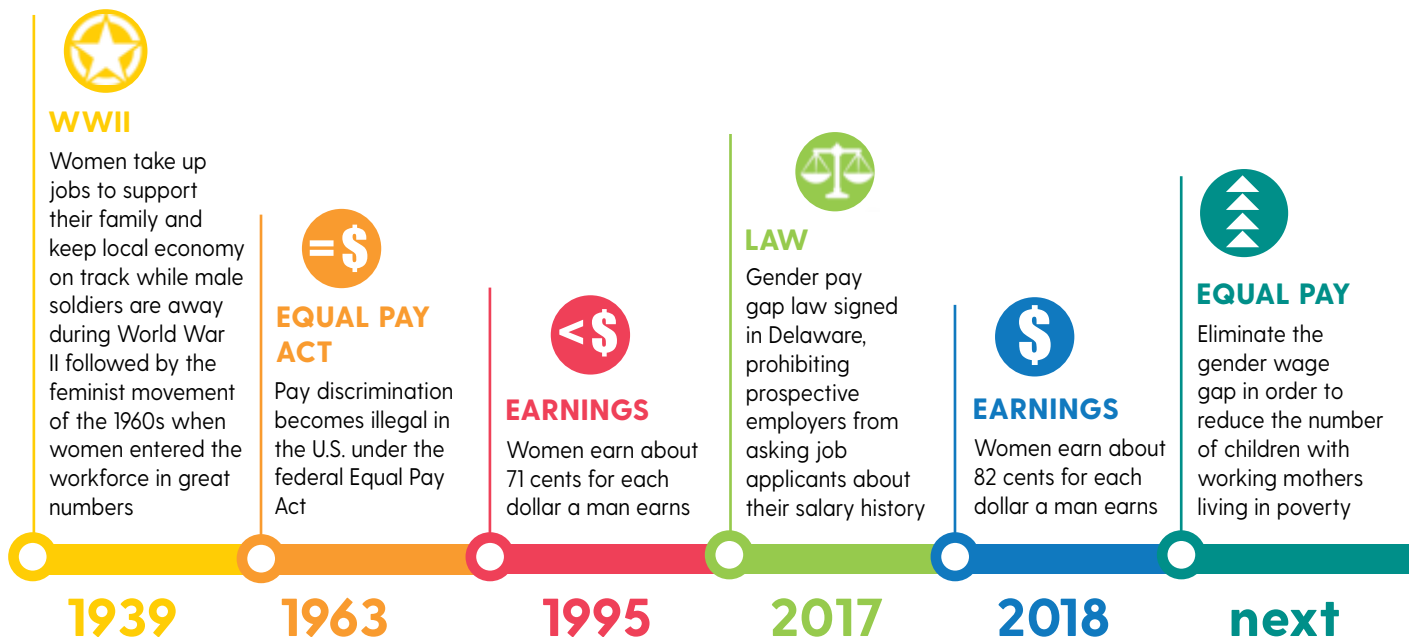 WWII
Women take up
jobs to support
their family and
keep local economy
on track while male
soldiers are away
during World War
II followed by the
feminist movement
of the 1960s when
women entered the
workforce in great
numbers
1939
= $
EQUAL PAY
ACT
Pay discrimination
becomes illegal in
the U.S. under the
federal Equal Pay
Act
1963
< $
EARNINGS
Women earn about
71 cents for each
dollar a man earns
1995
LAW
Gender pay
gap law signed
in Delaware,
prohibiting
prospective
employers from
asking job
applicants about
their salary history
2017
$
EARNINGS
Women earn about
82 cents for each
dollar a man earns
2018
EQUAL PAY
Eliminate the
gender wage
gap in order to
reduce the number
of children with
working mothers
living in poverty
next